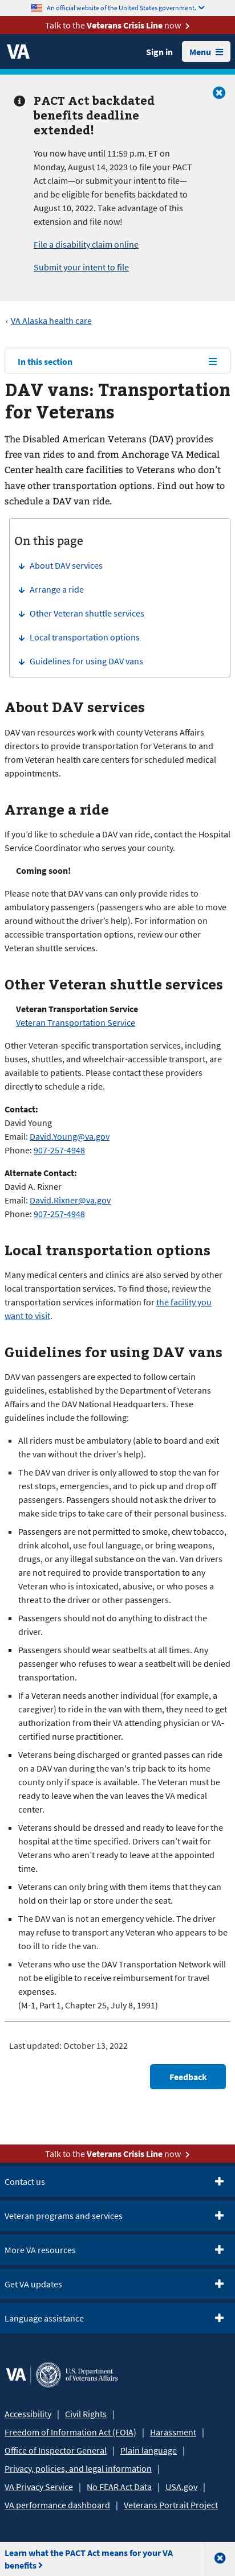 An official website of the United States government.
Talk to the Veterans Crisis Line now
VA
Sign in
Menu
PACT Act backdated
benefits deadline
extended!
You now have until 11:59 p.m. ET on
Monday, August 14, 2023 to file your PACT
Act claim—or submit your intent to file—
and be eligible for benefits backdated to
August 10, 2022. Take advantage of this
extension and file now!
File a disability claim online
Submit your intent to file
‹ VA Alaska health care
In this section
DAV vans: Transportation
for Veterans
The Disabled American Veterans (DAV) provides
free van rides to and from Anchorage VA Medical
Center health care facilities to Veterans who don't
have other transportation options. Find out how to
schedule a DAV van ride.
On this page
About DAV services
Arrange a ride
Other Veteran shuttle services
Local transportation options
Guidelines for using DAV vans
About DAV services
DAV van resources work with county Veterans Affairs
directors to provide transportation for Veterans to and
from Veteran health care centers for scheduled medical
appointments.
Arrange a ride
If you'd like to schedule a DAV van ride, contact the Hospital
Service Coordinator who serves your county.
Coming soon!
Please note that DAV vans can only provide rides to
ambulatory passengers (passengers who are able to move
around without the driver's help). For information on
accessible transportation options, review our other
Veteran shuttle services.
Other Veteran shuttle services
Veteran Transportation Service
Veteran Transportation Service
Other Veteran-specific transportation services, including
buses, shuttles, and wheelchair-accessible transport, are
available to patients. Please contact these providers
directly to schedule a ride.
Contact:
David Young
Email: David.Young@va.gov
Phone: 907-257-4948
Alternate Contact:
David A. Rixner
Email: David.Rixner@va.gov
Phone: 907-257-4948
Local transportation options
Many medical centers and clinics are also served by other
local transportation services. To find those, review the
transportation services information for the facility you
want to visit.
Guidelines for using DAV vans
DAV van passengers are expected to follow certain
guidelines, established by the Department of Veterans
Affairs and the DAV National Headquarters. These
guidelines include but are not limited to the following:
All riders must be ambulatory (able to board and exit
the van without the driver's help).
The DAV van driver is only allowed to stop the van for
rest stops, emergencies, and to pick up and drop off
passengers. Passengers should not ask the driver to
make side trips to take care of their personal business.
Passengers are not permitted to smoke, chew tobacco,
drink alcohol, use foul language, or bring weapons,
drugs, or any illegal substance on the van. Van drivers
are not required to provide transportation to any
Veteran who is intoxicated, abusive, or who poses a
threat to the driver or other passengers.
Passengers should not do anything to distract the
driver.
Passengers should wear seatbelts at all times. Any
passenger who refuses to wear a seatbelt will be denied
transportation.
If a Veteran needs another individual (for example, a
caregiver) to ride in the van with them, they need to get
authorization from their VA attending physician or VA-
certified nurse practitioner.
Veterans being discharged or granted passes can ride
on a DAV van during the van's trip back to its home
county only if space is available. The Veteran must be
ready to leave when the van leaves the VA medical
center.
Veterans should be dressed and ready to leave for the
hospital at the time specified. Drivers can't wait for
Veterans who aren't ready to leave at the appointed
time.
Veterans can only bring with them items that they can
hold on their lap or store under the seat.
The DAV van is not an emergency vehicle. The driver
may refuse to transport any Veteran who appears to be
too ill to ride to the van.
Veterans who use the DAV Transportation Network will
not be eligible to receive reimbursement for travel
expenses.
(M-1, Part 1, Chapter 25, July 8, 1991)
Last updated: October 13, 2022
Feedback
Talk to the Veterans Crisis Line now
Contact us
Veteran programs and services
More VA resources
Get VA updates
Language assistance
VA U.S. Department of Veterans Affairs
Accessibility | Civil Rights |
Freedom of Information Act (FOIA) | Harassment |
Office of Inspector General | Plain language |
Privacy, policies, and legal information |
VA Privacy Service | No FEAR Act Data | USA.gov |
VA performance dashboard | Veterans Portrait Project
Learn what the PACT Act means for your VA
benefits